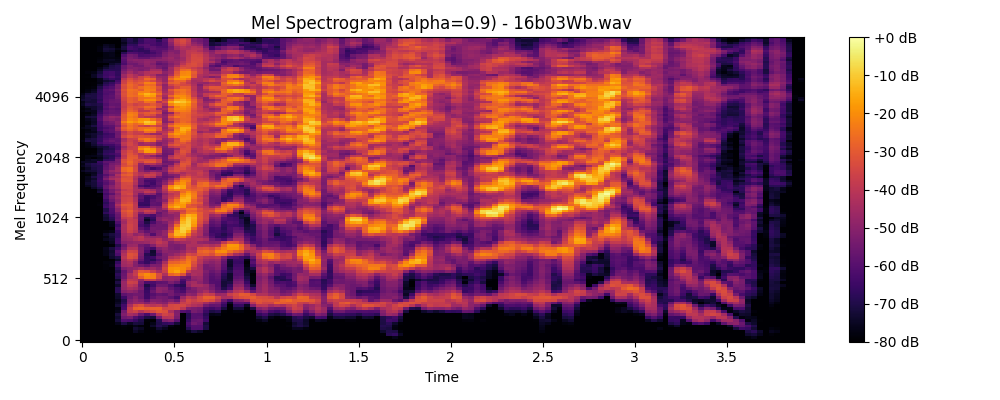 Mel Spectrogram (alpha=0.9) - 16b03Wb.wav
Mel Frequency
4096
2048
1024
512
0
0
0.5
1
1.5
2
2.5
3
3.5
Time
+0 dB
-10 dB
-20 dB
-30 dB
-40 dB
-50 dB
-60 dB
-70 dB
-80 dB